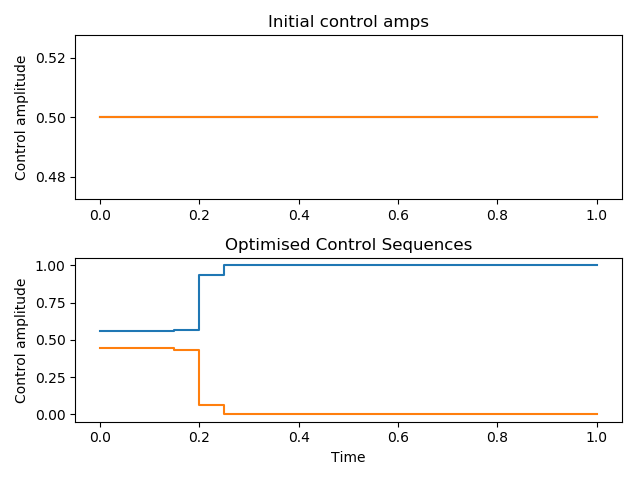 Initial control amps
Control amplitude
0.52
0.50
0.48
0.0 0.2 0.4 0.6 0.8 1.0
Optimised Control Sequences
Control amplitude
1.00
0.75
0.50
0.25
0.00
0.0 0.2 0.4 0.6 0.8 1.0
Time